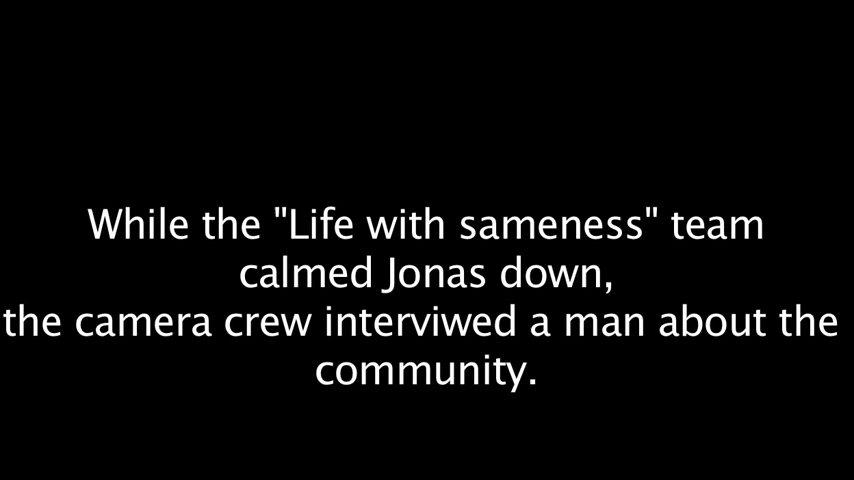 While the "Life with sameness" team
calmed Jonas down,
the camera crew interviwed a man about the
community.